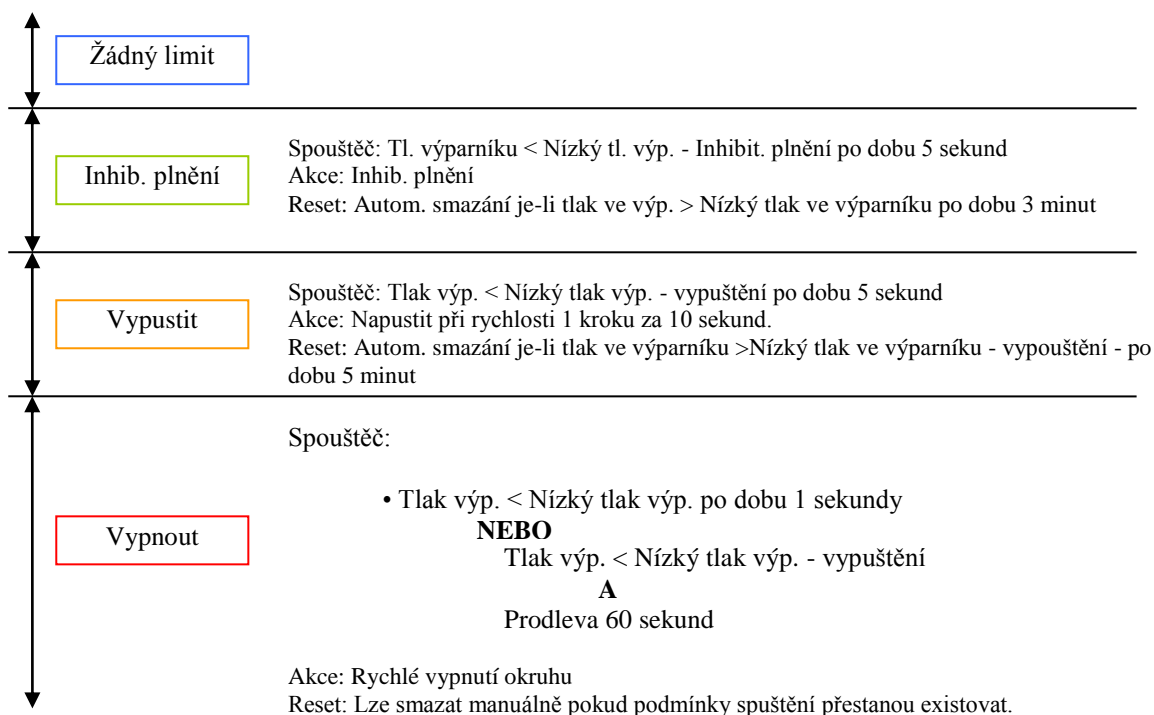 Žádný limit
Inhib. plnění
Spouštěč: Tl. výparníku < Nízký tl. výp. - Inhibit. plnění po dobu 5 sekund
Akce: Inhib. plnění
Reset: Autom. smazání je-li tlak ve výp. > Nízký tlak ve výparníku po dobu 3 minut
Vypustit
Spouštěč: Tlak výp. < Nízký tlak výp. - vypuštění po dobu 5 sekund
Akce: Napustit při rychlosti 1 kroku za 10 sekund.
Reset: Autom. smazání je-li tlak ve výparníku >Nízký tlak ve výparníku - vypouštění - po
dobu 5 minut
Vypnout
Spouštěč:
• Tlak výp. < Nízký tlak výp. po dobu 1 sekundy
NEBO
Tlak výp. < Nízký tlak výp. - vypuštění
A
Prodleva 60 sekund
Akce: Rychlé vypnutí okruhu
Reset: Lze smazat manuálně pokud podmínky spuštění přestanou existovat.